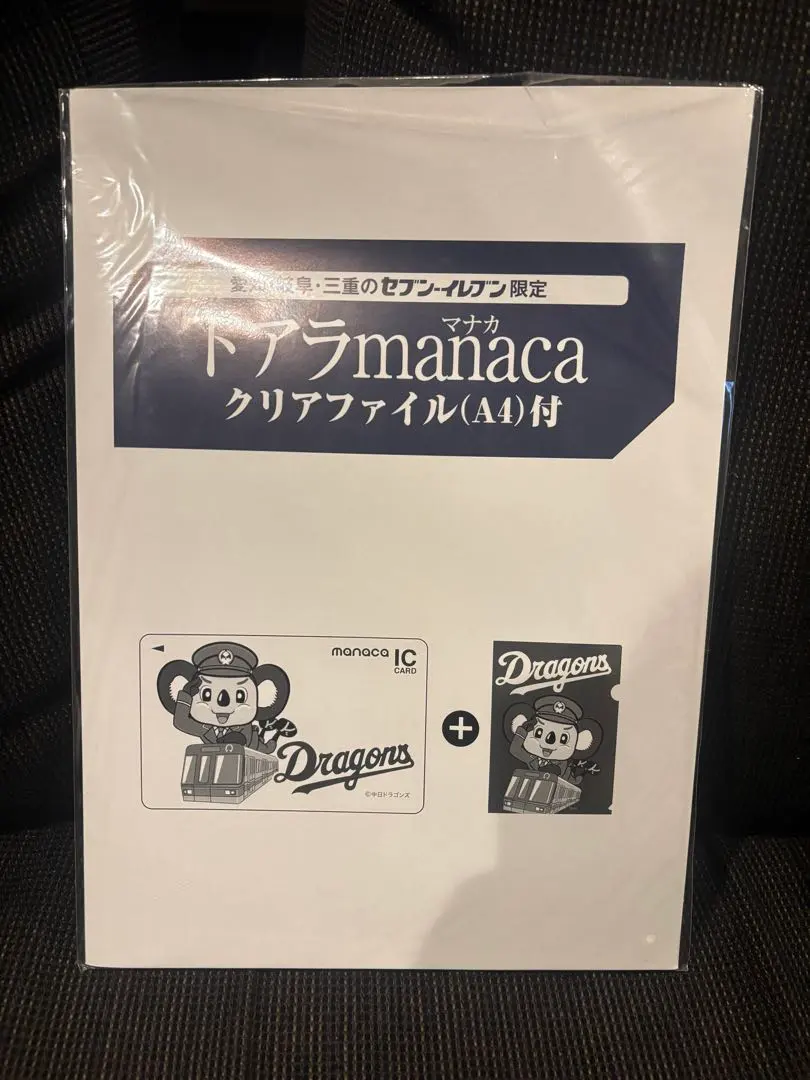 愛知・岐阜・三重のセブン-イレブン限定
マナカ
ドアラmanaca
クリアファイル(A4)付
manaca IC
CARD
Dragons
©中日ドラゴンズ
+
Dragons